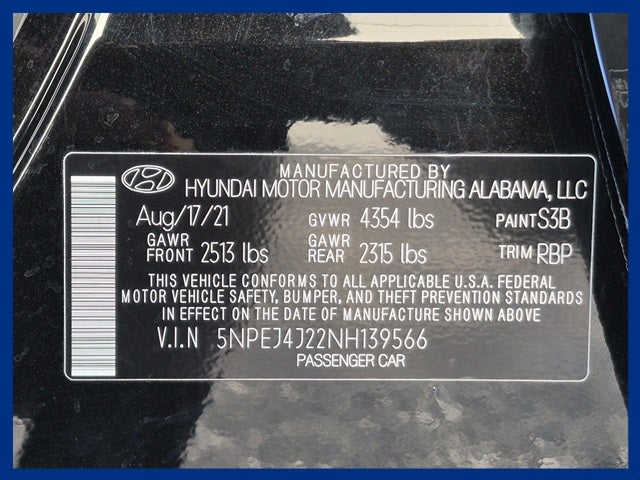 MANUFACTURED BY
HYUNDAI MOTOR MANUFACTURING ALABAMA, LLC
Aug/17/21 GVWR 4354 lbs PAINT S3B
GAWR FRONT 2513 lbs GAWR REAR 2315 lbs TRIM RBP
THIS VEHICLE CONFORMS TO ALL APPLICABLE U.S.A. FEDERAL
MOTOR VEHICLE SAFETY, BUMPER, AND THEFT PREVENTION STANDARDS
IN EFFECT ON THE DATE OF MANUFACTURE SHOWN ABOVE
V.I.N 5NPEJ4J22NH139566
PASSENGER CAR